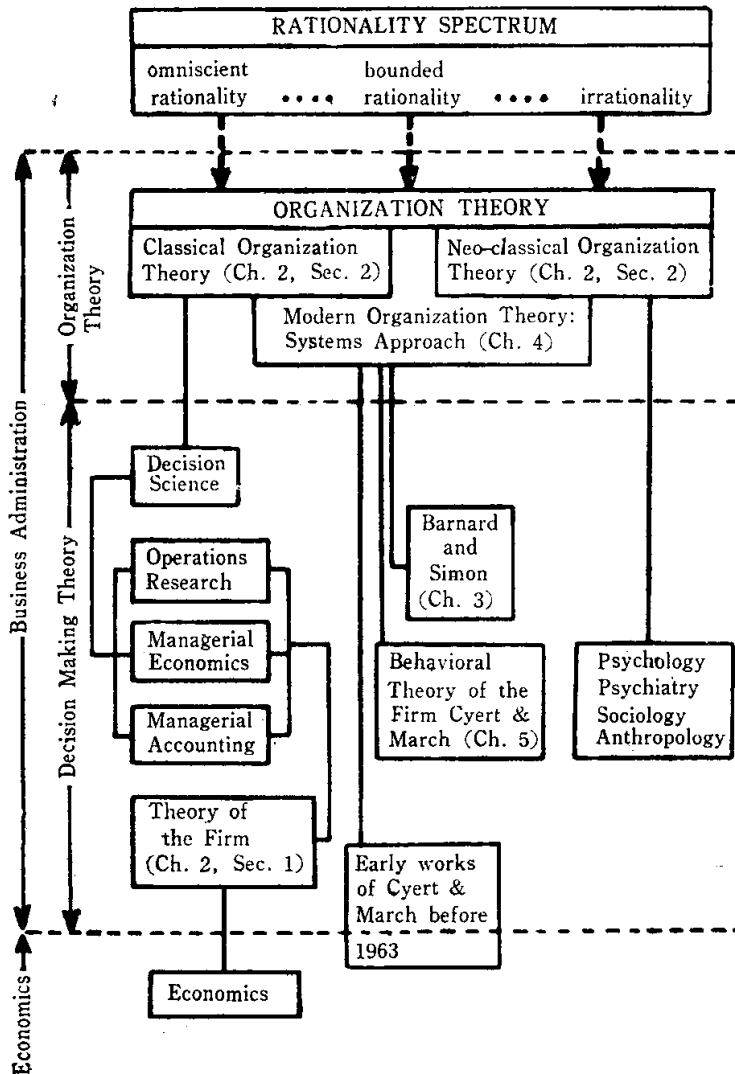 RATIONALITY SPECTRUM
omniscient rationality
....
bounded rationality
....
irrationality
ORGANIZATION THEORY
Classical Organization
Theory (Ch. 2, Sec. 2)
Neo-classical Organization
Theory (Ch. 2, Sec. 2)
Modern Organization Theory:
Systems Approach (Ch. 4)
Business Administration
Organization
Theory
Decision Making Theory
Economics
Decision
Science
Operations
Research
Managerial
Economics
Managerial
Accounting
Theory of
the Firm
(Ch. 2, Sec. 1)
Economics
Barnard
and
Simon
(Ch. 3)
Behavioral
Theory of the
Firm Cyert &
March (Ch. 5)
Early works
of Cyert &
March before
1963
Psychology
Psychiatry
Sociology
Anthropology